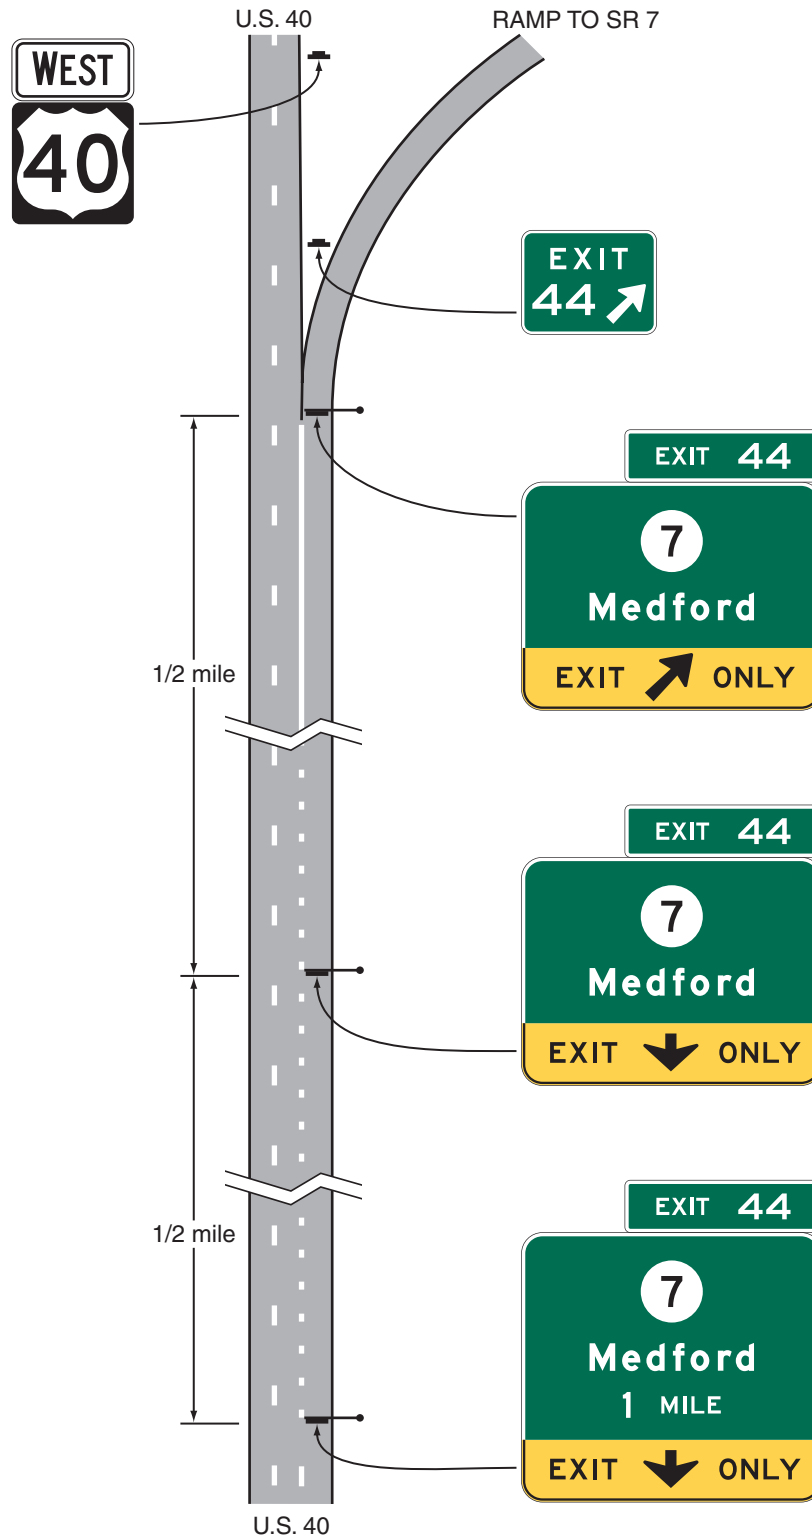 U.S. 40
RAMP TO SR 7
WEST
40
EXIT
44
EXIT 44
7
Medford
EXIT ONLY
1/2 mile
EXIT 44
7
Medford
EXIT ONLY
1/2 mile
EXIT 44
7
Medford
1 MILE
EXIT ONLY
U.S. 40